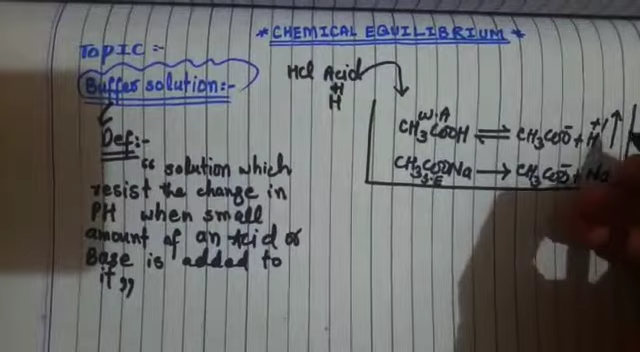 * CHEMICAL EQUILIBRIUM *
Topic :-
Buffer solution:-
Def:-
" solution which
resist the change in
PH when small
amount of an Acid or
Base is added to
it "
HCl Acid
H⁺
H
W.A
CH₃COOH ⇌ CH₃COO⁻ + H⁺ ↑
CH₃COONa → CH₃COO⁻ + Na
S.E